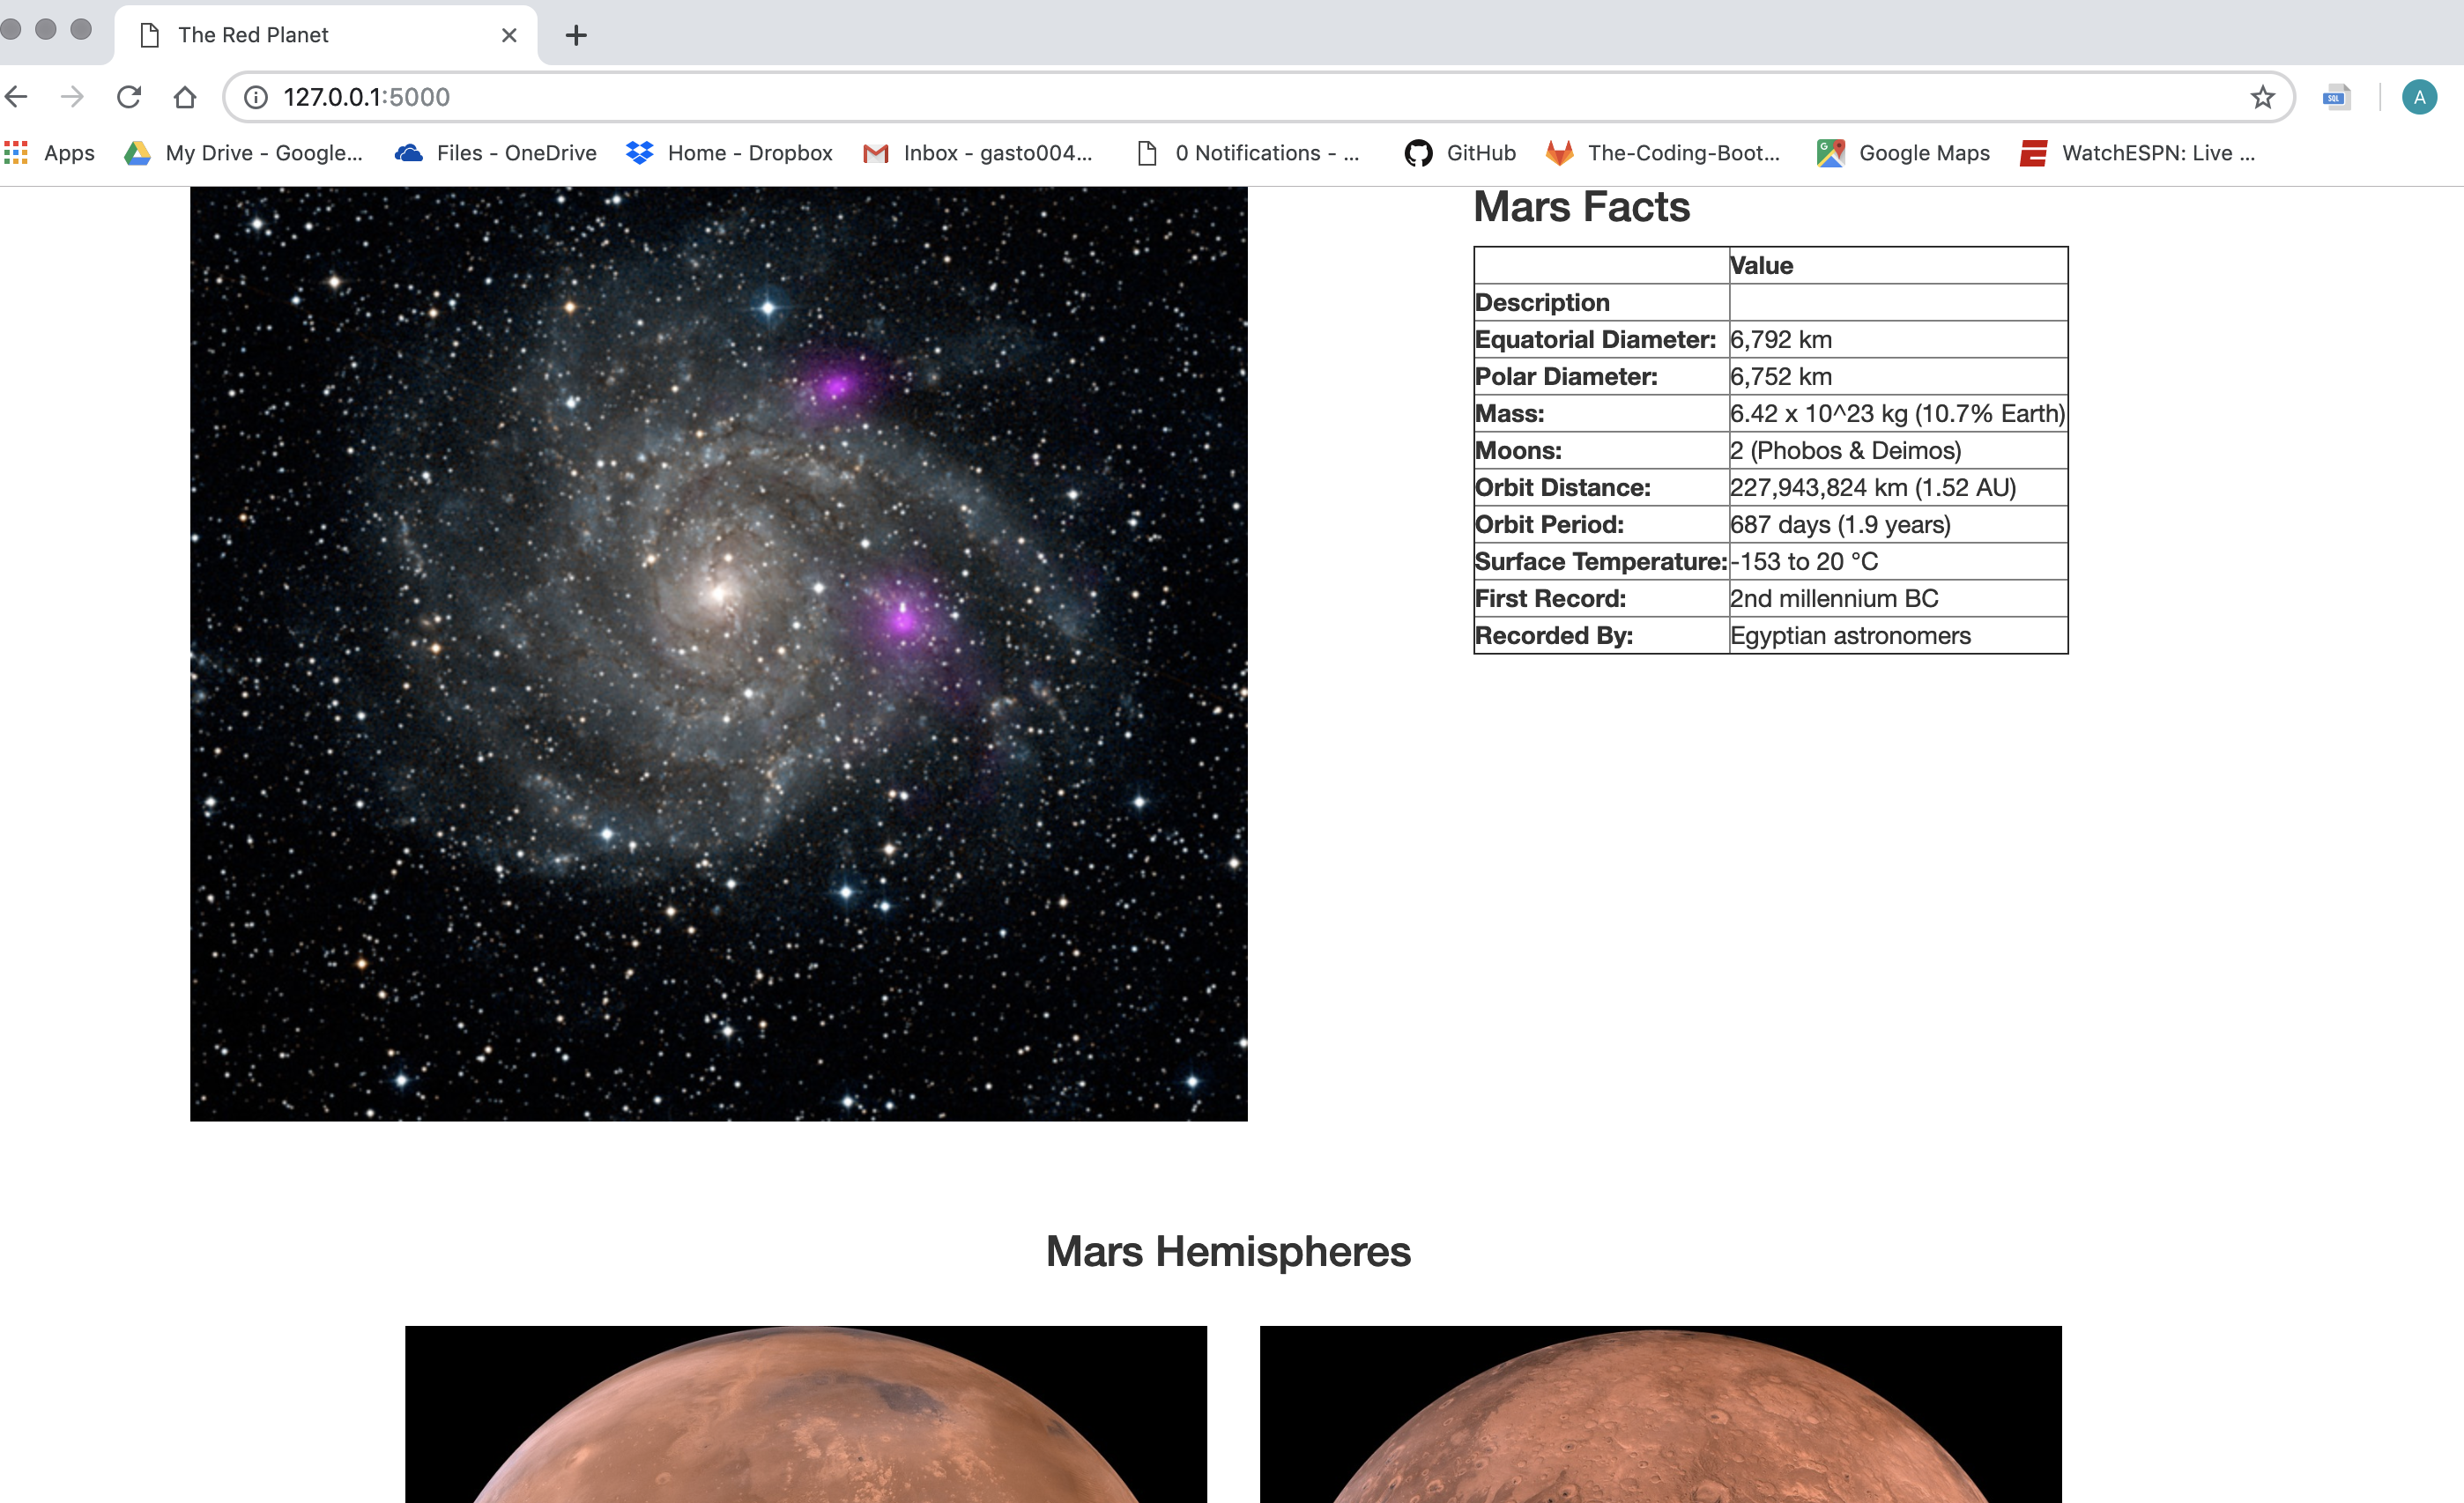 The Red Planet
127.0.0.1:5000
A
SQL
Apps
My Drive - Google...
Files - OneDrive
Home - Dropbox
Inbox - gasto004...
0 Notifications - ...
GitHub
The-Coding-Boot...
G
Google Maps
WatchESPN: Live ...
Mars Facts
Value
Description
Equatorial Diameter: 6,792 km
Polar Diameter: 6,752 km
Mass: 6.42 x 10^23 kg (10.7% Earth)
Moons: 2 (Phobos & Deimos)
Orbit Distance: 227,943,824 km (1.52 AU)
Orbit Period: 687 days (1.9 years)
Surface Temperature: -153 to 20 °C
First Record: 2nd millennium BC
Recorded By: Egyptian astronomers
Mars Hemispheres